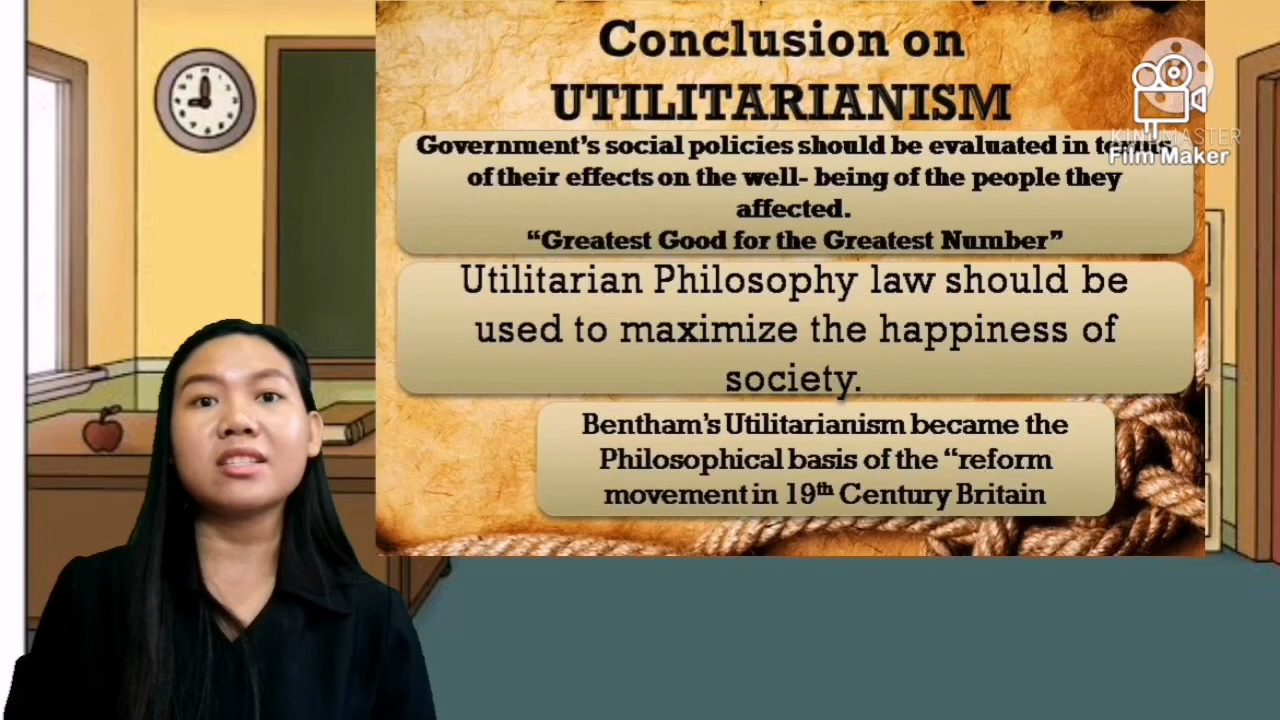 Conclusion on
UTILITARIANISM
Government's social policies should be evaluated in terms
of their effects on the well- being of the people they
affected.
“Greatest Good for the Greatest Number”
Utilitarian Philosophy law should be
used to maximize the happiness of
society.
Bentham's Utilitarianism became the
Philosophical basis of the “reform
movement in 19th Century Britain
KINEMASTER
Film Maker